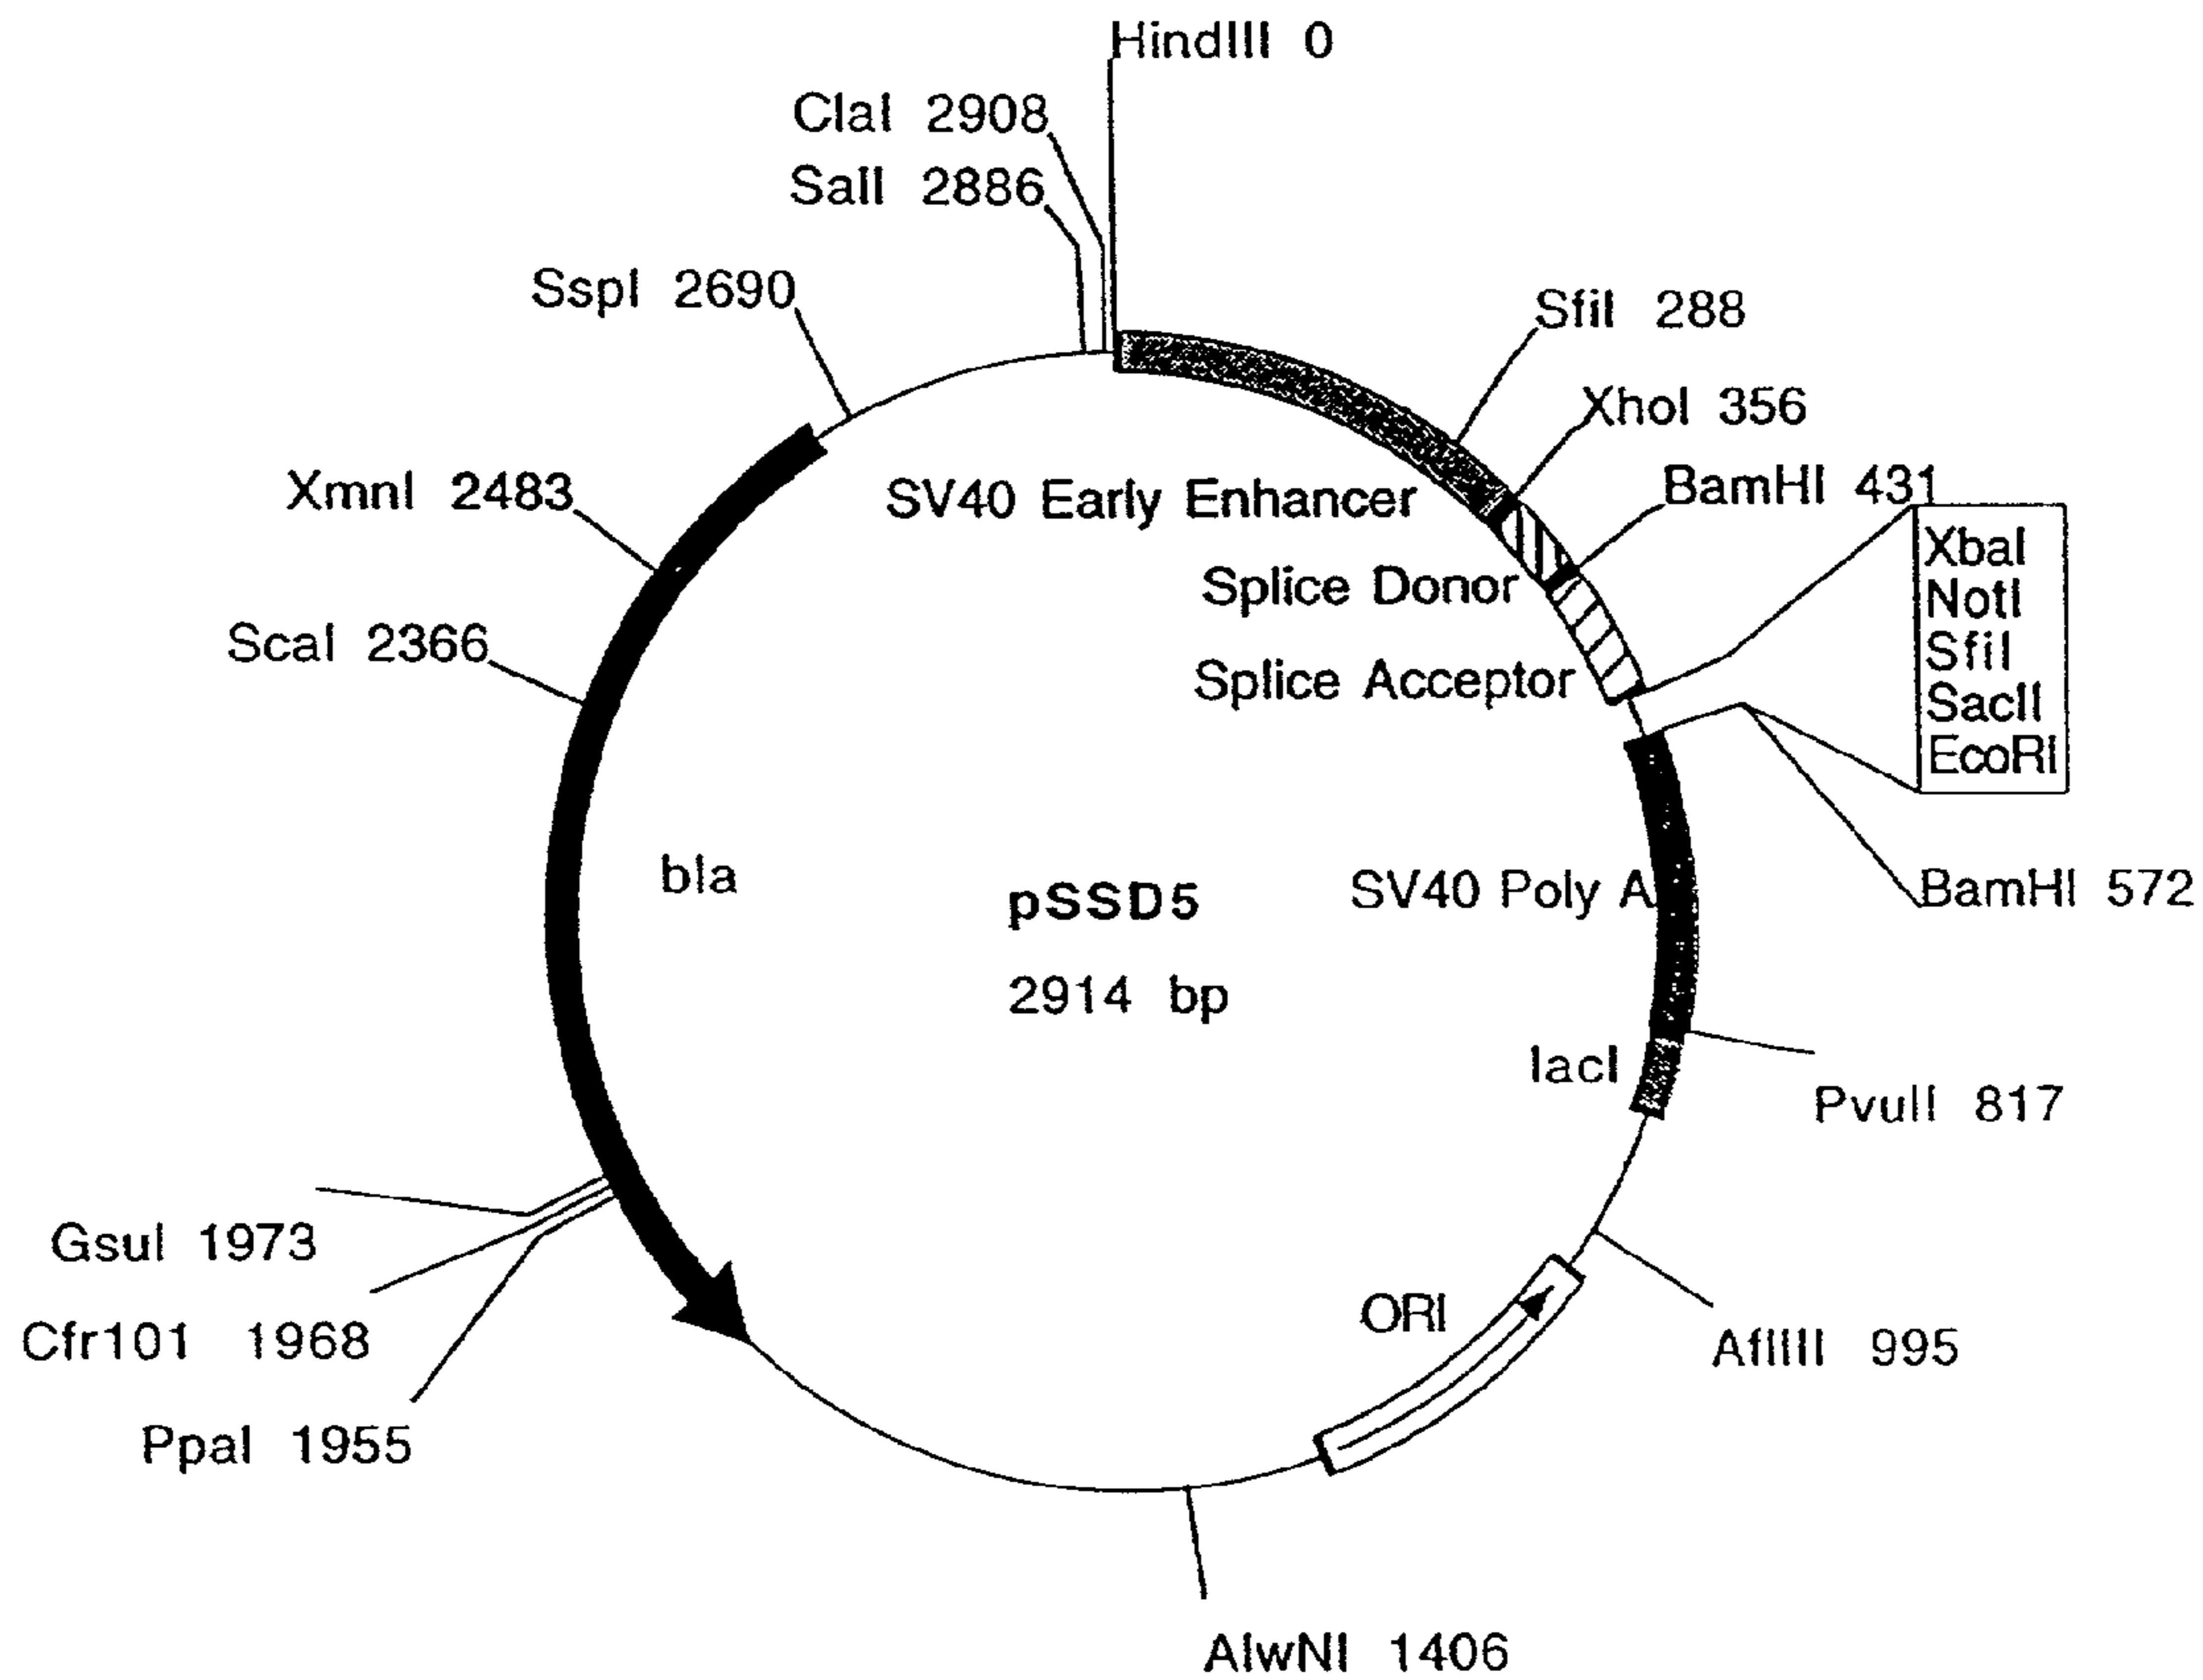 HindIII 0
ClaI 2908
SalI 2886
SspI 2690
SfiI 288
XhoI 356
XmnI 2483
SV40 Early Enhancer
BamHI 431
XbaI
NotI
SfiI
SacII
EcoRI
Splice Donor
ScaI 2366
Splice Acceptor
bla
pSSD5
2914 bp
SV40 Poly A
BamHI 572
lacI
PvuII 817
GsuI 1973
Cfr101 1968
PpaI 1955
ORI
AflIII 995
AlwNI 1406